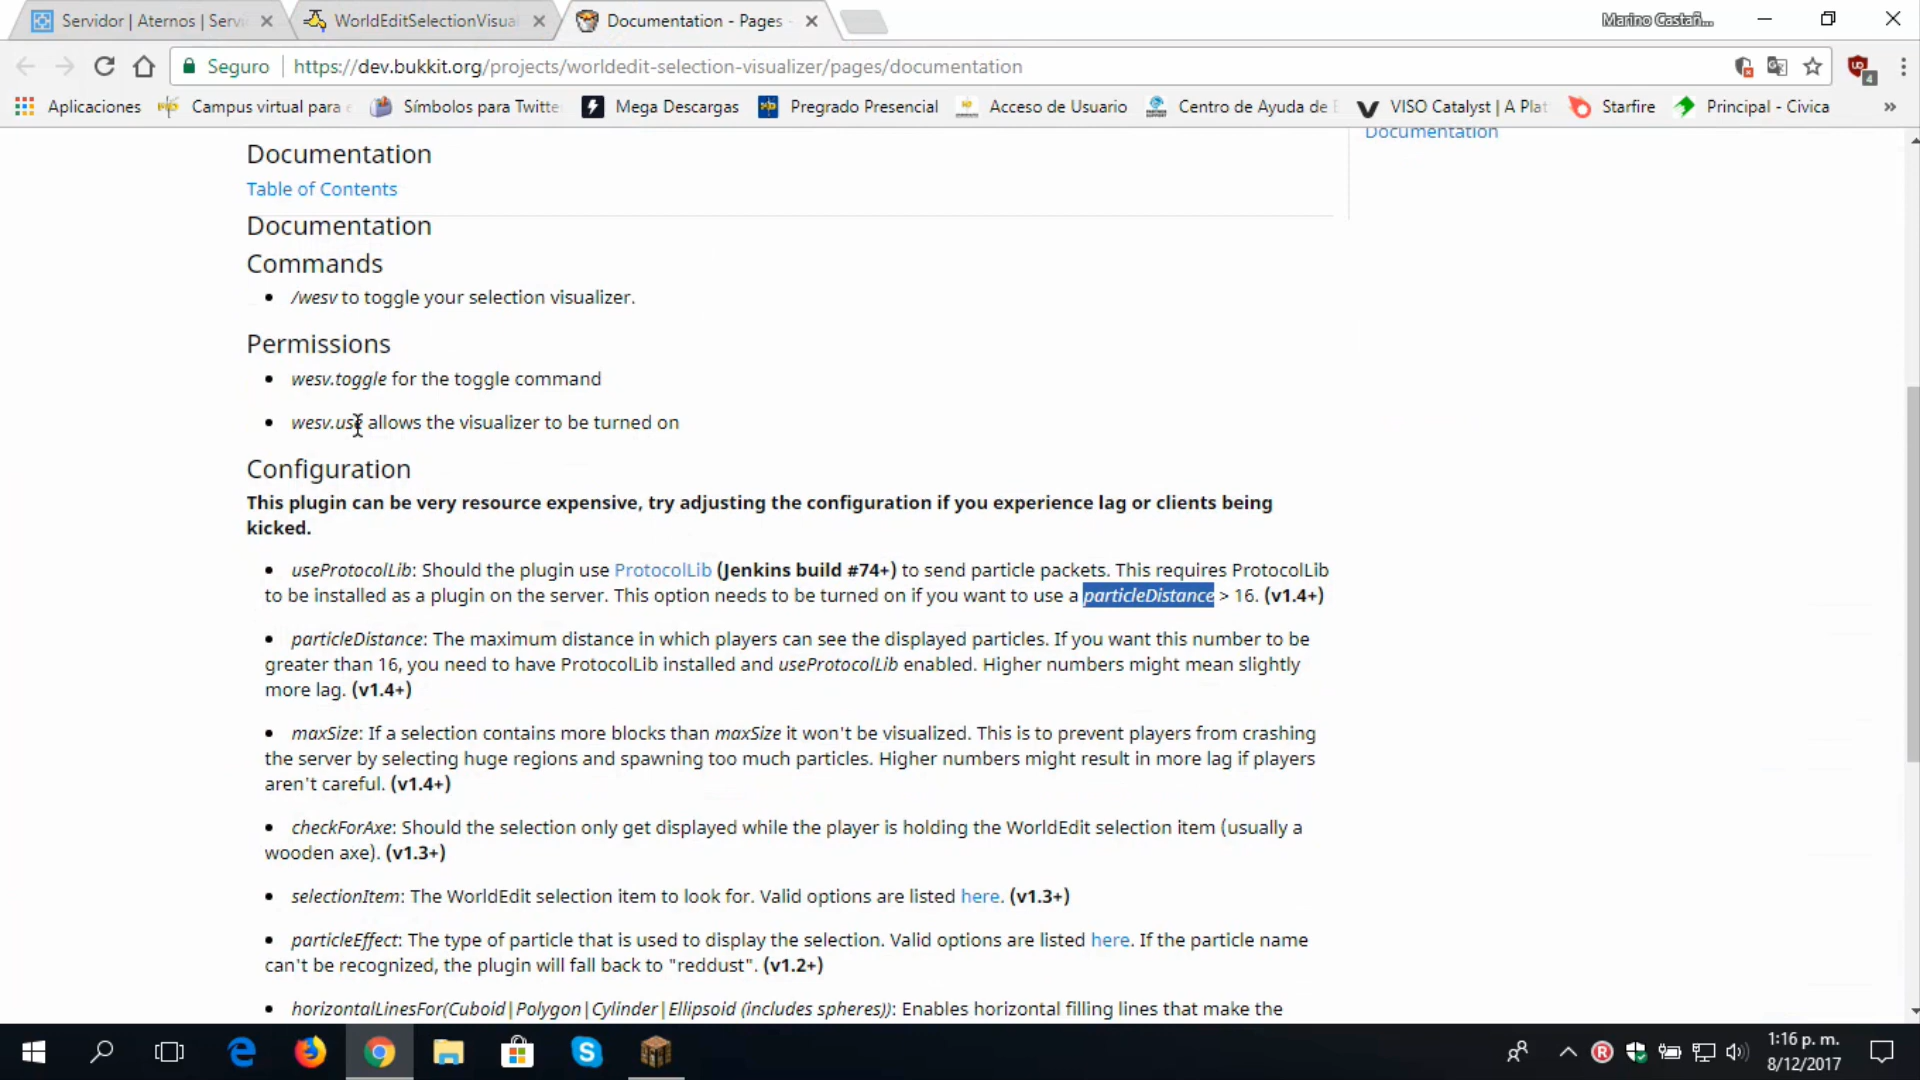 Servidor | Aternos | Serv
WorldEditSelectionVisual
Documentation - Pages
Marino Castañ...
Seguro
https://dev.bukkit.org/projects/worldedit-selection-visualizer/pages/documentation
4
Aplicaciones
Campus virtual para e
Símbolos para Twitte
Mega Descargas
Pregrado Presencial
Acceso de Usuario
Centro de Ayuda de E
VISO Catalyst | A Plat
Starfire
Principal - Civica
»
Documentation
Documentation
Table of Contents
Documentation
Commands
/wesv to toggle your selection visualizer.
Permissions
wesv.toggle for the toggle command
wesv.use allows the visualizer to be turned on
Configuration
This plugin can be very resource expensive, try adjusting the configuration if you experience lag or clients being
kicked.
useProtocolLib: Should the plugin use ProtocolLib (Jenkins build #74+) to send particle packets. This requires ProtocolLib
to be installed as a plugin on the server. This option needs to be turned on if you want to use a particleDistance > 16. (v1.4+)
particleDistance: The maximum distance in which players can see the displayed particles. If you want this number to be
greater than 16, you need to have ProtocolLib installed and useProtocolLib enabled. Higher numbers might mean slightly
more lag. (v1.4+)
maxSize: If a selection contains more blocks than maxSize it won't be visualized. This is to prevent players from crashing
the server by selecting huge regions and spawning too much particles. Higher numbers might result in more lag if players
aren't careful. (v1.4+)
checkForAxe: Should the selection only get displayed while the player is holding the WorldEdit selection item (usually a
wooden axe). (v1.3+)
selectionItem: The WorldEdit selection item to look for. Valid options are listed here. (v1.3+)
particleEffect: The type of particle that is used to display the selection. Valid options are listed here. If the particle name
can't be recognized, the plugin will fall back to "reddust". (v1.2+)
horizontalLinesFor(Cuboid|Polygon|Cylinder|Ellipsoid (includes spheres)): Enables horizontal filling lines that make the
1:16 p. m.
8/12/2017